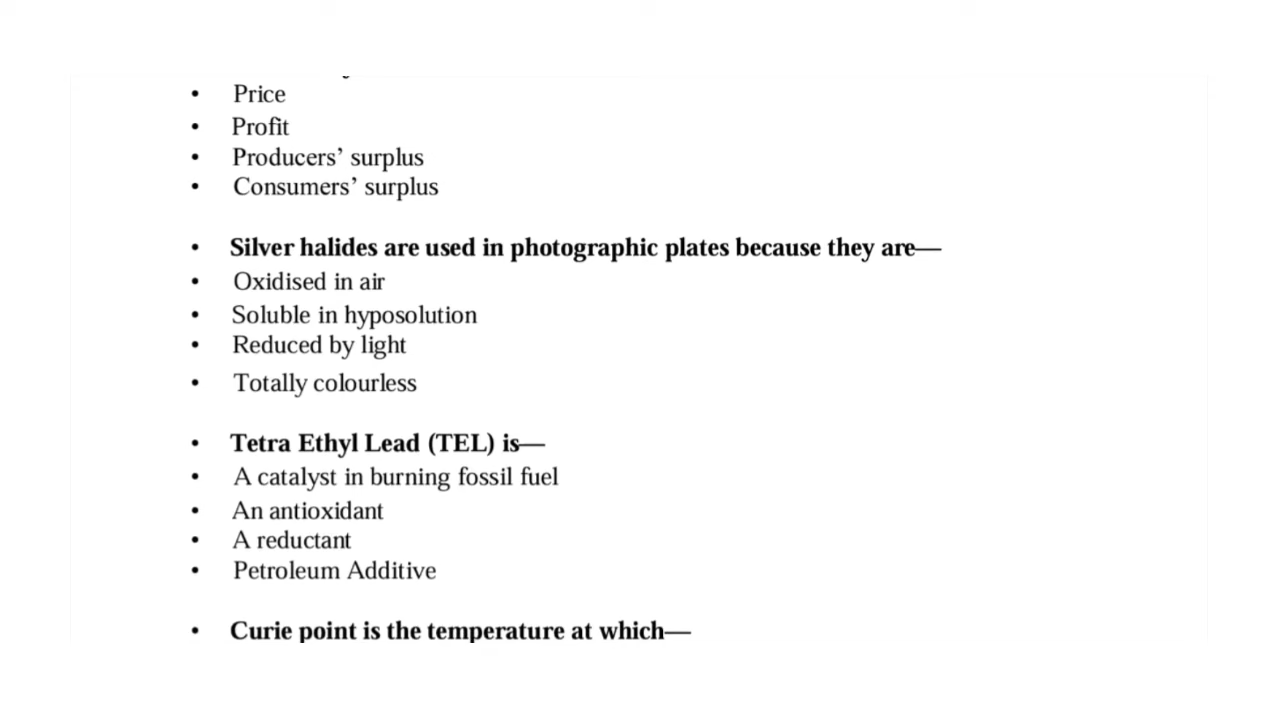 • Price
• Profit
• Producers’ surplus
• Consumers’ surplus
• Silver halides are used in photographic plates because they are—
• Oxidised in air
• Soluble in hyposolution
• Reduced by light
• Totally colourless
• Tetra Ethyl Lead (TEL) is—
• A catalyst in burning fossil fuel
• An antioxidant
• A reductant
• Petroleum Additive
• Curie point is the temperature at which—